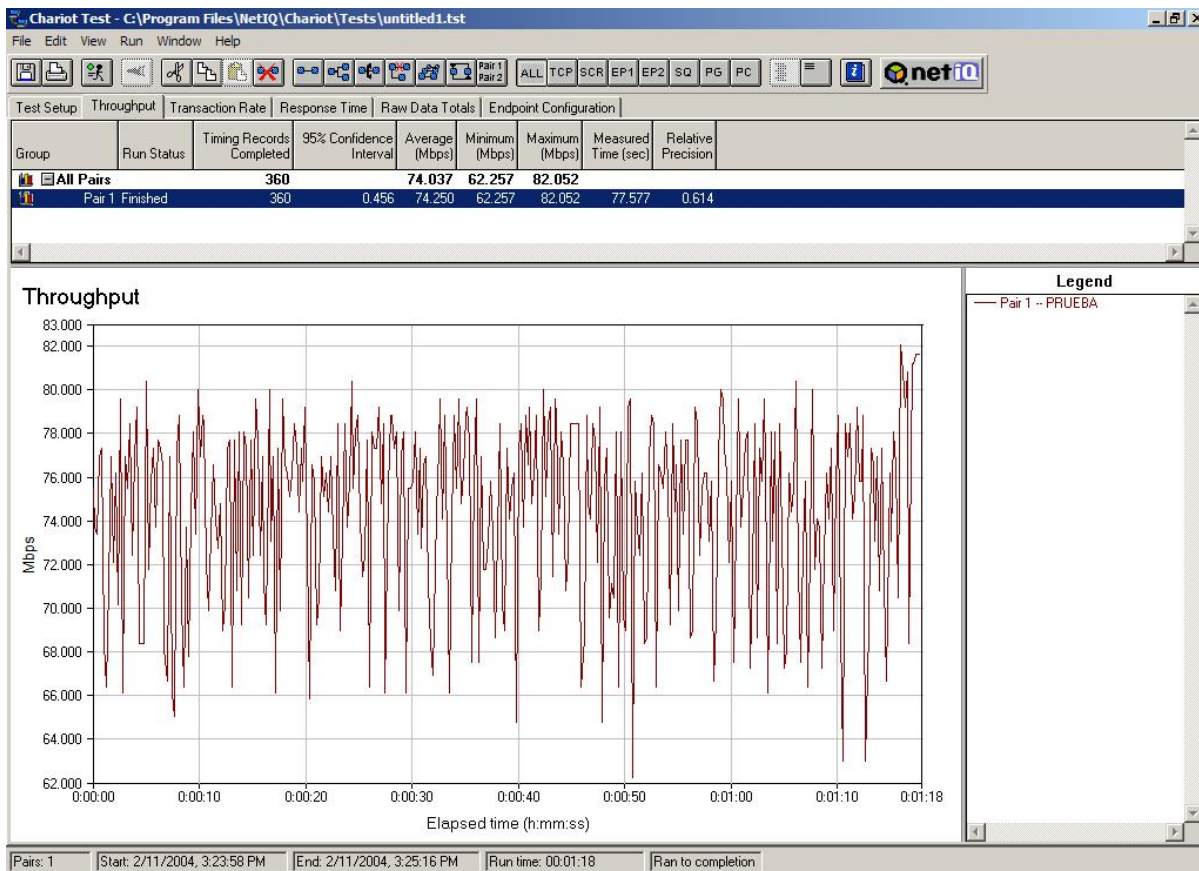 Chariot Test - C:\Program Files\NetIQ\Chariot\Tests\untitled1.tst
File Edit View Run Window Help
Pair 1
Pair 2
ALL TCP SCR EP1 EP2 SQ PG PC
netiQ
Test Setup Throughput Transaction Rate Response Time Raw Data Totals Endpoint Configuration
Group Run Status Timing Records Completed 95% Confidence Interval Average (Mbps) Minimum (Mbps) Maximum (Mbps) Measured Time (sec) Relative Precision
All Pairs 360 74.037 62.257 82.052
Pair 1 Finished 360 0.456 74.250 62.257 82.052 77.577 0.614
Throughput
83.000
82.000
80.000
78.000
76.000
74.000
72.000
70.000
68.000
66.000
64.000
62.000
Mbps
0:00:00 0:00:10 0:00:20 0:00:30 0:00:40 0:00:50 0:01:00 0:01:10 0:01:18
Elapsed time (h:mm:ss)
Legend
Pair 1 -- PRUEBA
Pairs: 1 Start: 2/11/2004, 3:23:58 PM End: 2/11/2004, 3:25:16 PM Run time: 00:01:18 Ran to completion